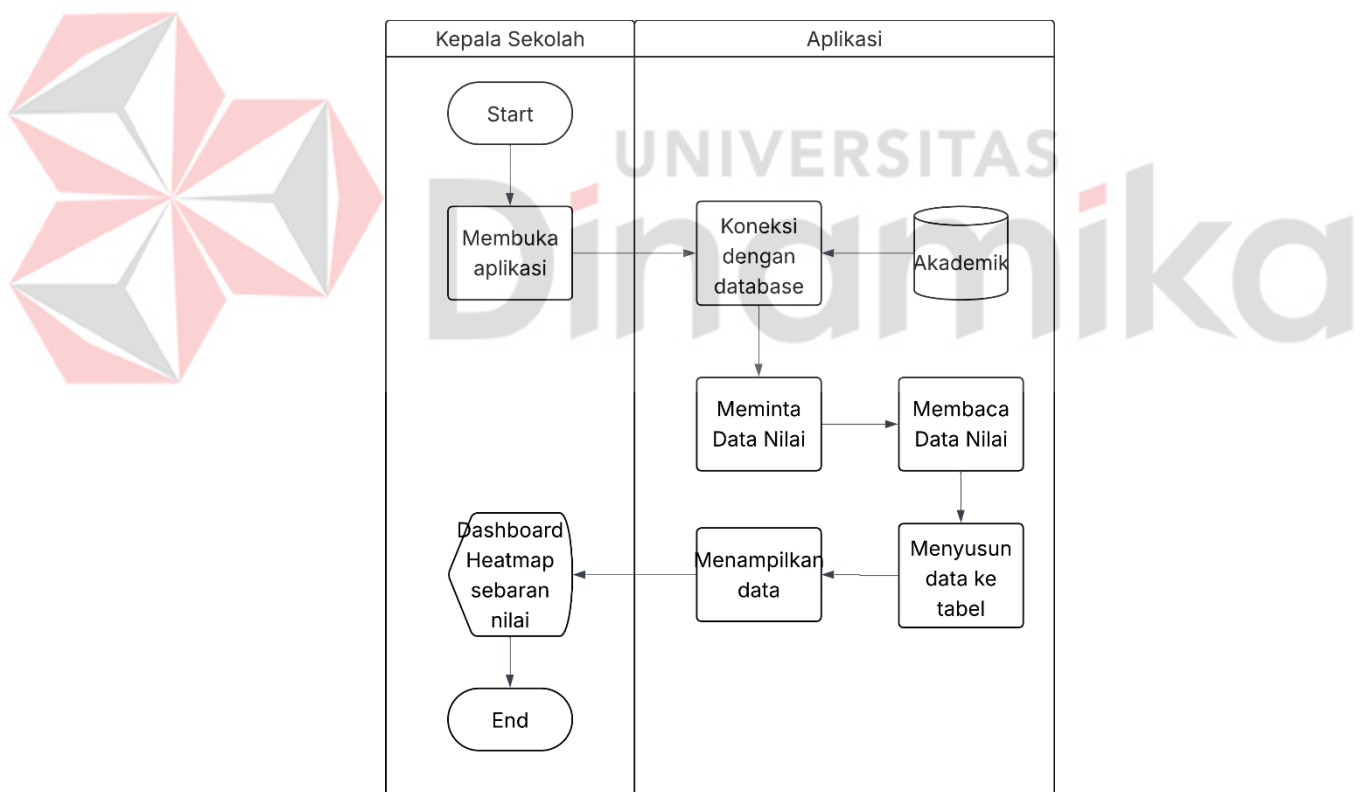 Kepala Sekolah
Aplikasi
Start
UNIVERSITAS
Dinamika
Membuka
aplikasi
Koneksi
dengan
database
Akademik
Meminta
Data Nilai
Membaca
Data Nilai
Dashboard
Heatmap
sebaran
nilai
Menampilkan
data
Menyusun
data ke
tabel
End